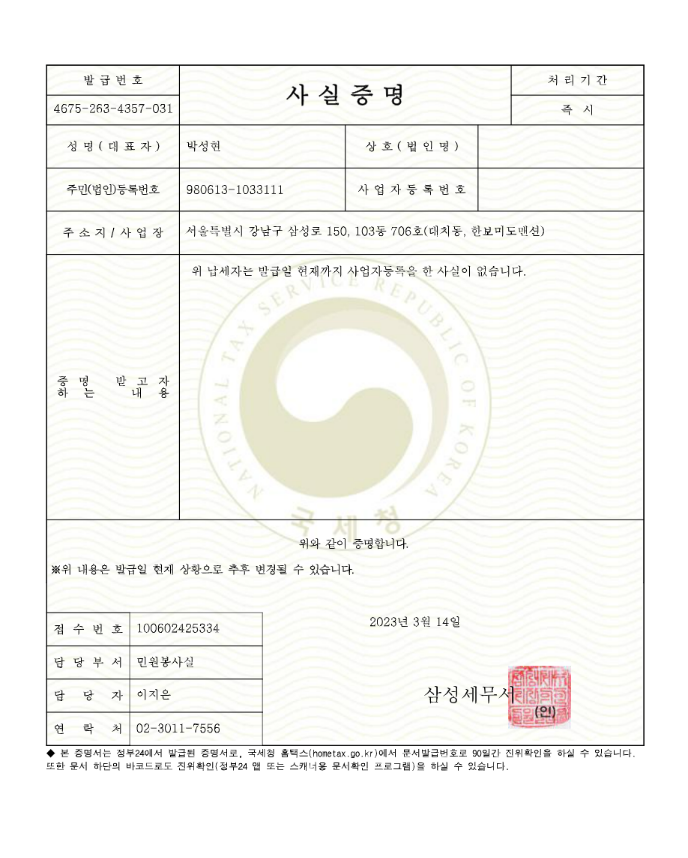 발급번호
사실증명
처리기간
4675-263-4357-031
즉 시
성명(대표자)
박성현
상호(법인명)
주민(법인)등록번호
980613-1033111
사업자등록번호
주소지/사업장
서울특별시 강남구 삼성로 150, 103동 706호(대치동, 한보미도맨션)
위 납세자는 발급일 현재까지 사업자등록을 한 사실이 없습니다.
NATIONAL TAX SERVICE REPUBLIC OF KOREA
증명 받고자
하는 내용
국세청
위와 같이 증명합니다.
※위 내용은 발급일 현재 상황으로 추후 변경될 수 있습니다.
접수번호
100602425334
2023년 3월 14일
담당부서
민원봉사실
담당자
이지은
삼성세무서
(인)
연락처
02-3011-7556
◆ 본 증명서는 정부24에서 발급된 증명서로, 국세청 홈택스(hometax.go.kr)에서 문서발급번호로 90일간 진위확인을 하실 수 있습니다.
또한 문서 하단의 바코드로도 진위확인(정부24 앱 또는 스캐너용 문서확인 프로그램)을 하실 수 있습니다.